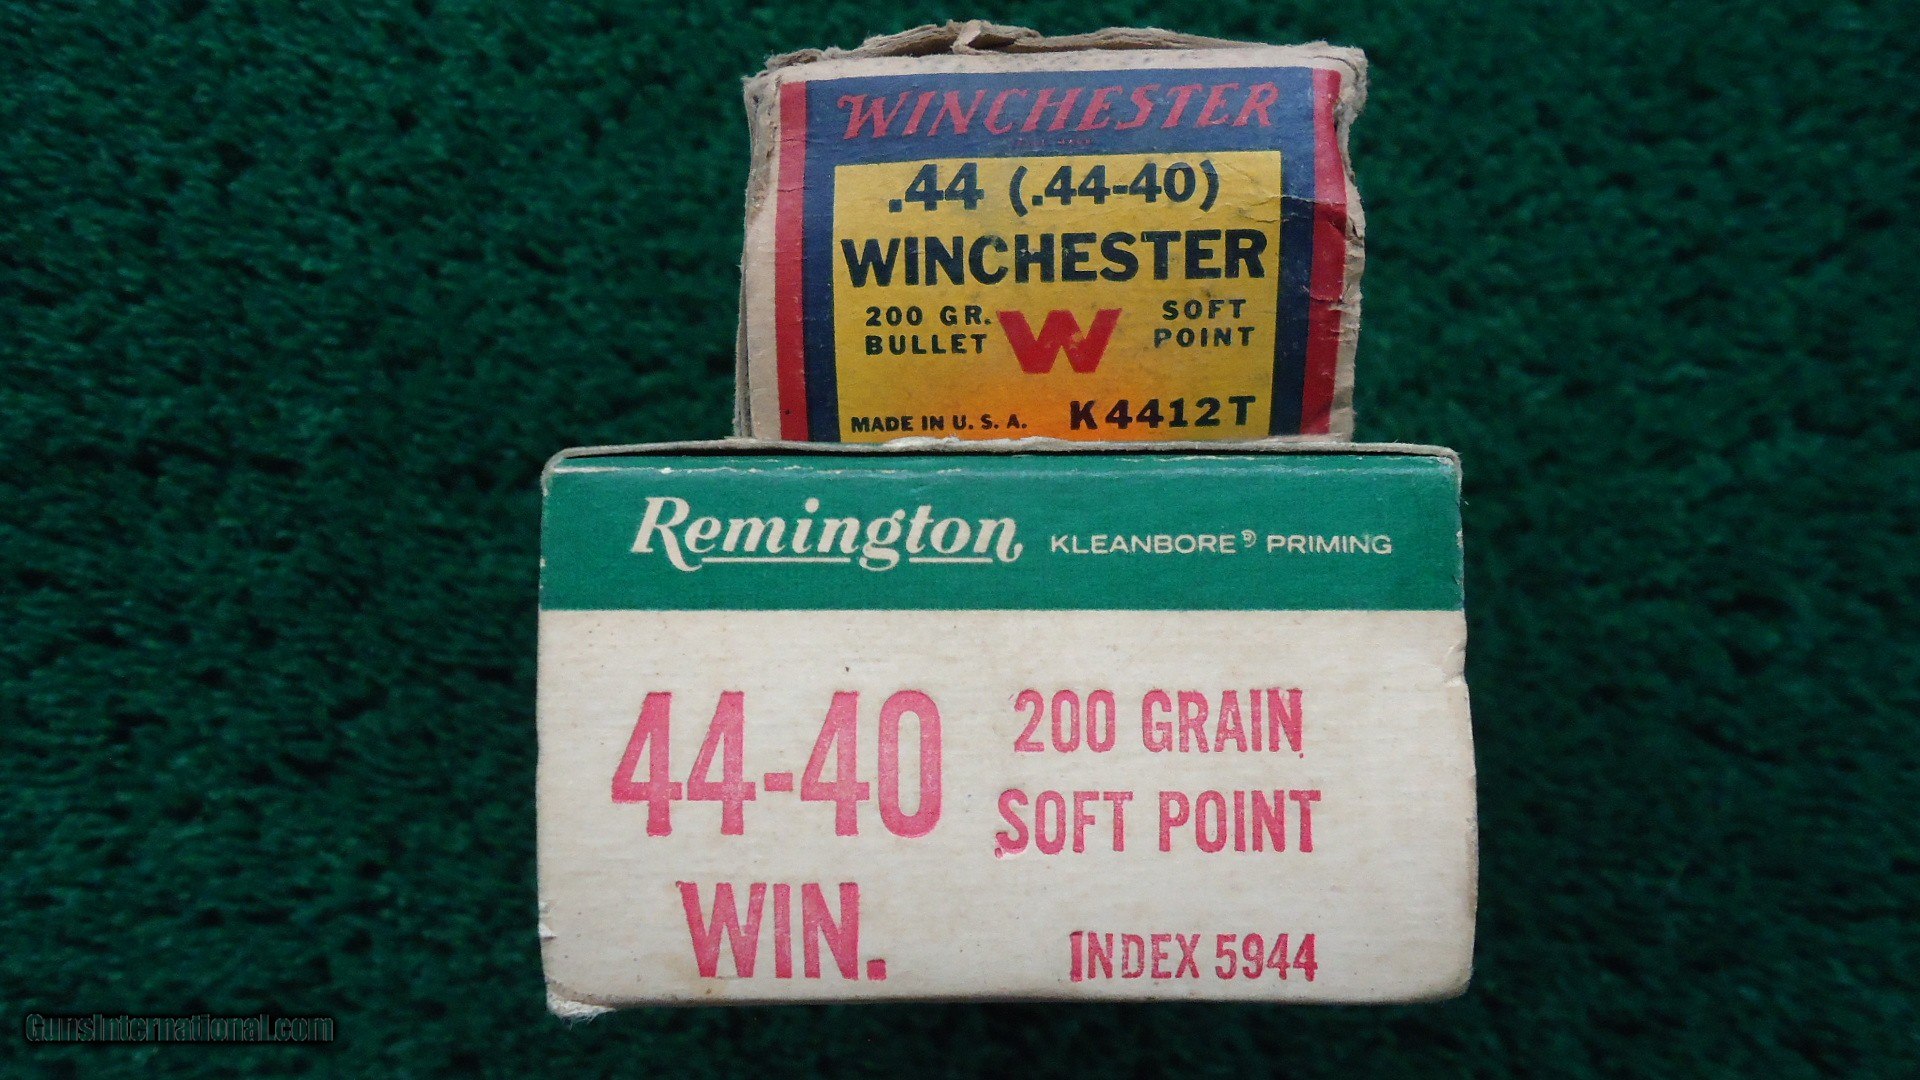 WINCHESTER
.44 (.44-40)
WINCHESTER
200 GR. W SOFT
BULLET POINT
MADE IN U. S. A. K4412T
Remington KLEANBORE® PRIMING
44-40 200 GRAIN
SOFT POINT
WIN. INDEX 5944
GunsInternational.com